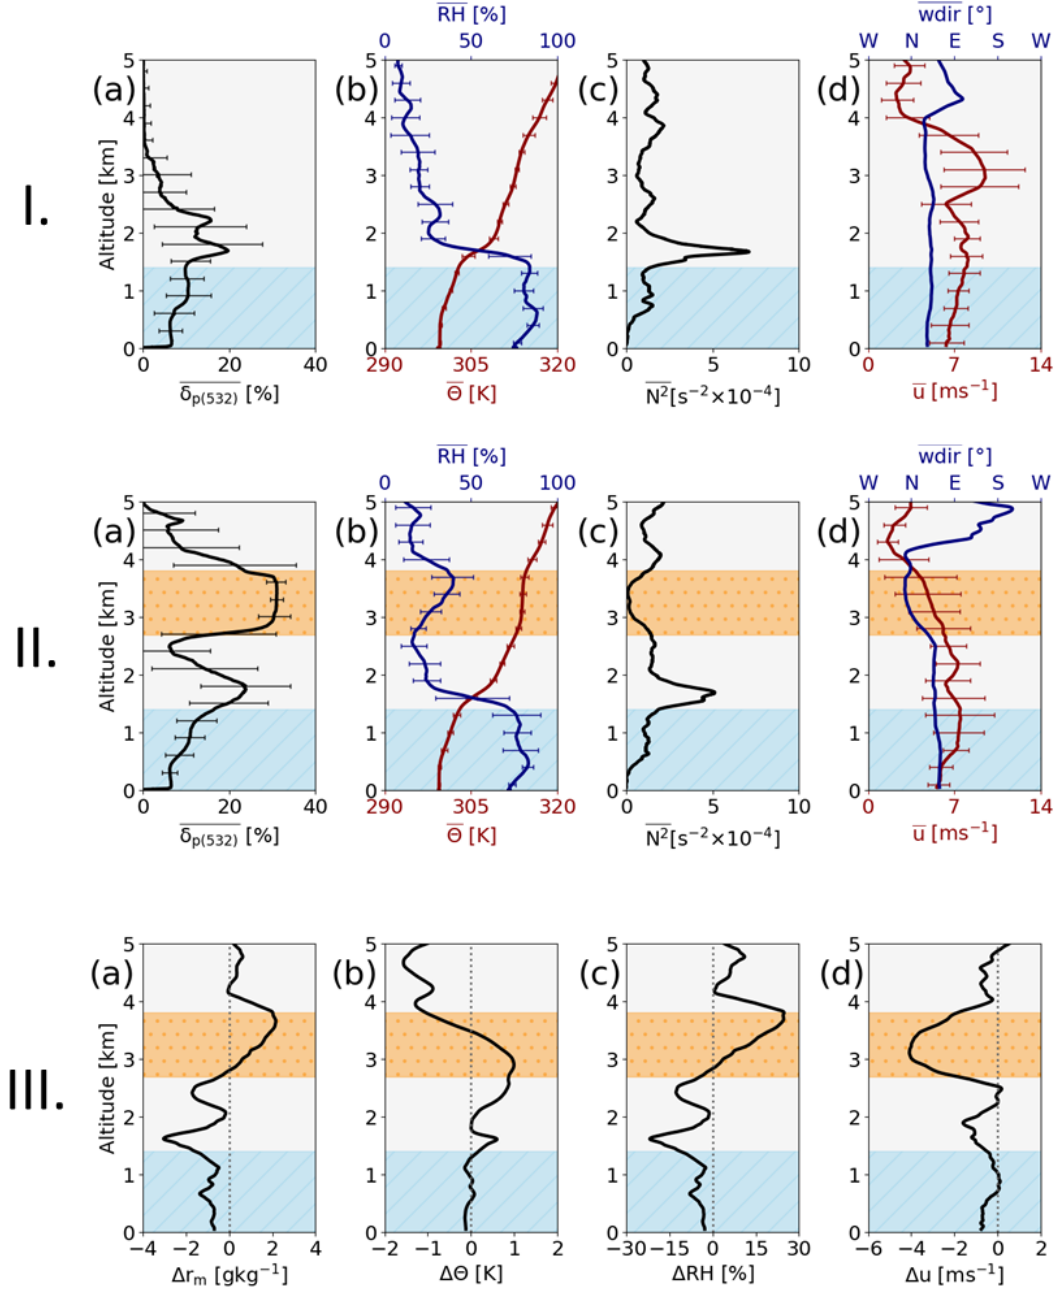 RH [%]
wdir [°]
0 50 100
W N E S W
I.
(a) (b) (c) (d)
Altitude [km]
5
4
3
2
1
0
0 20 40
290 305 320
0 5 10
0 7 14
δp(532) [%]
Θ [K]
N²[s⁻²×10⁻⁴]
u [ms⁻¹]
RH [%]
wdir [°]
0 50 100
W N E S W
II.
(a) (b) (c) (d)
Altitude [km]
5
4
3
2
1
0
0 20 40
290 305 320
0 5 10
0 7 14
δp(532) [%]
Θ [K]
N²[s⁻²×10⁻⁴]
u [ms⁻¹]
III.
(a) (b) (c) (d)
Altitude [km]
5
4
3
2
1
0
−4 −2 0 2 4
−2 −1 0 1 2
−30 −15 0 15 30
−6 −4 −2 0 2
Δrm [gkg⁻¹]
ΔΘ [K]
ΔRH [%]
Δu [ms⁻¹]